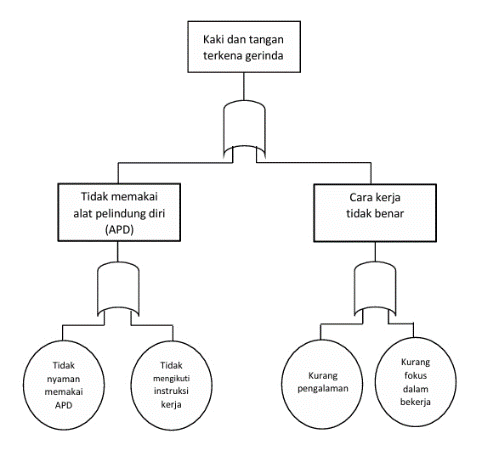 Kaki dan tangan
terkena gerinda
Tidak memakai
alat pelindung diri
(APD)
Cara kerja
tidak benar
Tidak
nyaman
memakai
APD
Tidak
mengikuti
instruksi
kerja
Kurang
pengalaman
Kurang
fokus
dalam
bekerja